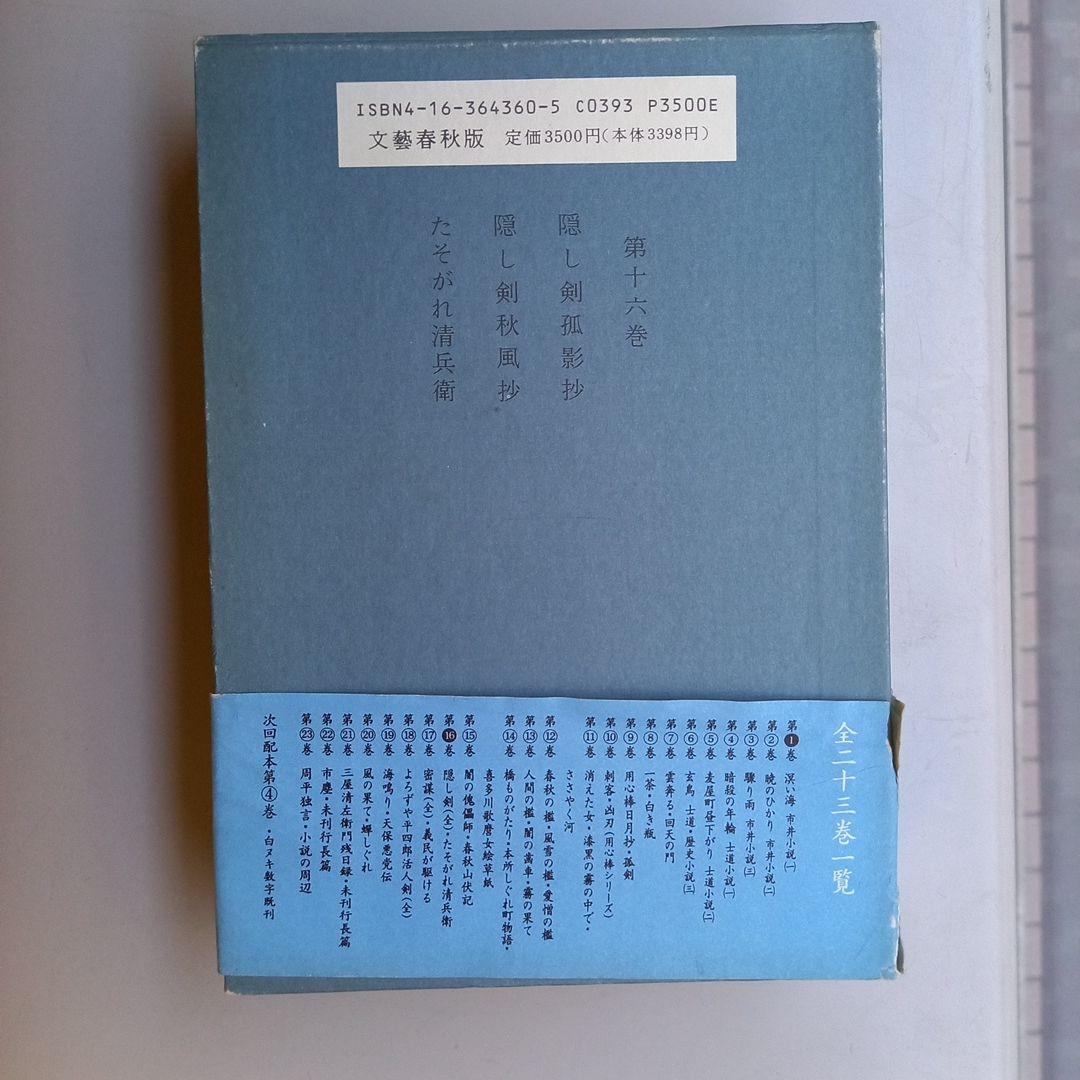 ISBN4-16-364360-5 C0393 P3500E
文藝春秋版 定価3500円(本体3398円)
第十六巻
隠し剣孤影抄
隠し剣秋風抄
たそがれ清兵衛
全二十三巻一覧
第❶巻 溟い海 市井小説㈠
第②巻 暁のひかり 市井小説㈡
第③巻 驟り雨 市井小説㈢
第④巻 暗殺の年輪 士道小説㈠
第⑤巻 麦屋町昼下がり 士道小説㈡
第⑥巻 玄鳥 士道・歴史小説㈢
第⑦巻 雲奔る・回天の門
第⑧巻 一茶・白き瓶
第⑨巻 用心棒日月抄・孤剣
第⑩巻 刺客・凶刃(用心棒シリーズ)
第⑪巻 消えた女・漆黒の霧の中で・
ささやく河
第⑫巻 春秋の檻・風雪の檻・愛憎の檻
第⑬巻 人間の檻・闇の歯車・霧の果て
第⑭巻 橋ものがたり・本所しぐれ町物語・
喜多川歌麿女絵草紙
第⑮巻 闇の傀儡師・春秋山伏記
第⓰巻 隠し剣(全)・たそがれ清兵衛
第⑰巻 密謀(全)・義民が駆ける
第⑱巻 よろずや平四郎活人剣(全)
第⑲巻 海鳴り・天保悪党伝
第⑳巻 風の果て・蟬しぐれ
第㉑巻 三屋清左衛門残日録・未刊行長篇
第㉒巻 市塵・未刊行長篇
第㉓巻 周平独言・小説の周辺
次回配本第④巻 ・白ヌキ数字既刊